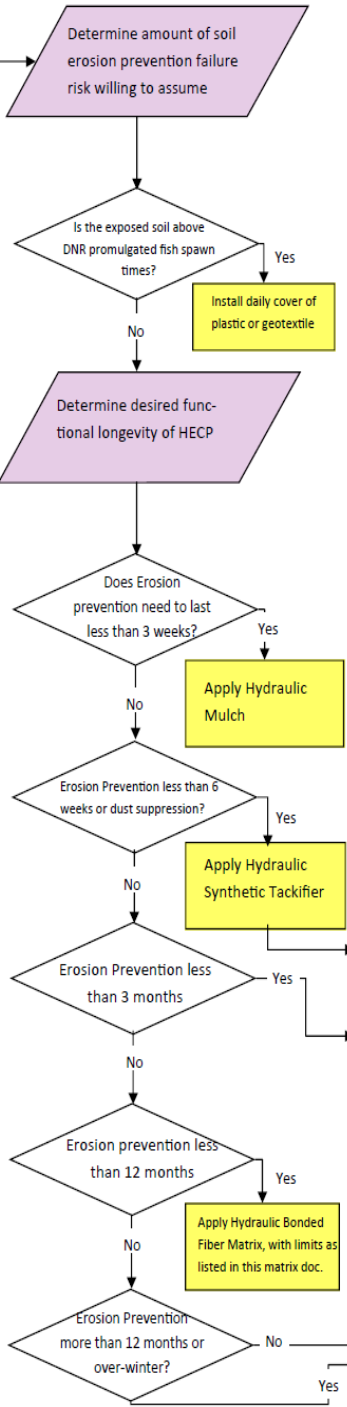 Determine amount of soil
erosion prevention failure
risk willing to assume
Is the exposed soil above
DNR promulgated fish spawn
times?
Yes
Install daily cover of
plastic or geotextile
No
Determine desired func-
tional longevity of HECP
Does Erosion
prevention need to last
less than 3 weeks?
Yes
Apply Hydraulic
Mulch
No
Erosion Prevention less than 6
weeks or dust suppression?
Yes
Apply Hydraulic
Synthetic Tackifier
No
Erosion Prevention less
than 3 months
Yes
No
Erosion prevention less
than 12 months
Yes
Apply Hydraulic Bonded
Fiber Matrix, with limits as
listed in this matrix doc.
No
Erosion Prevention
more than 12 months or
over-winter?
No
Yes